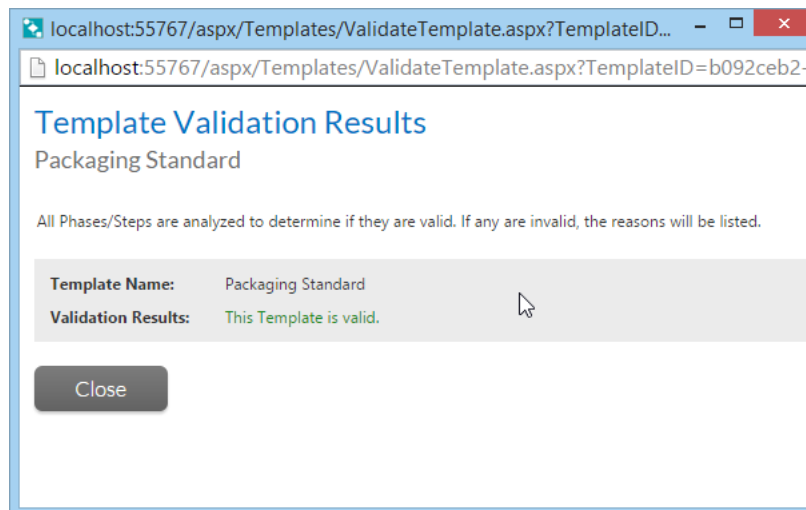 localhost:55767/aspx/Templates/ValidateTemplate.aspx?TemplateID...
localhost:55767/aspx/Templates/ValidateTemplate.aspx?TemplateID=b092ceb2-
Template Validation Results
Packaging Standard
All Phases/Steps are analyzed to determine if they are valid. If any are invalid, the reasons will be listed.
Template Name: Packaging Standard
Validation Results: This Template is valid.
Close